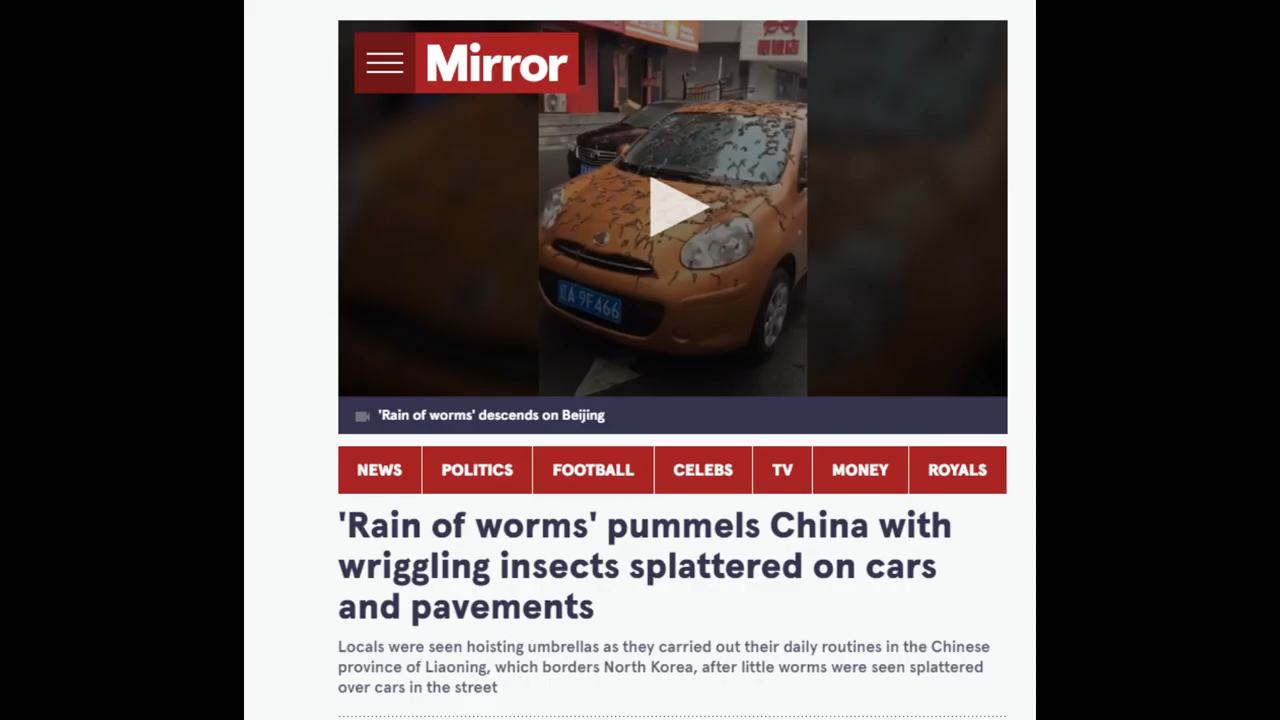 眼镜店
Mirror
辽A 9F466
'Rain of worms' descends on Beijing
NEWS POLITICS FOOTBALL CELEBS TV MONEY ROYALS
'Rain of worms' pummels China with
wriggling insects splattered on cars
and pavements
Locals were seen hoisting umbrellas as they carried out their daily routines in the Chinese
province of Liaoning, which borders North Korea, after little worms were seen splattered
over cars in the street